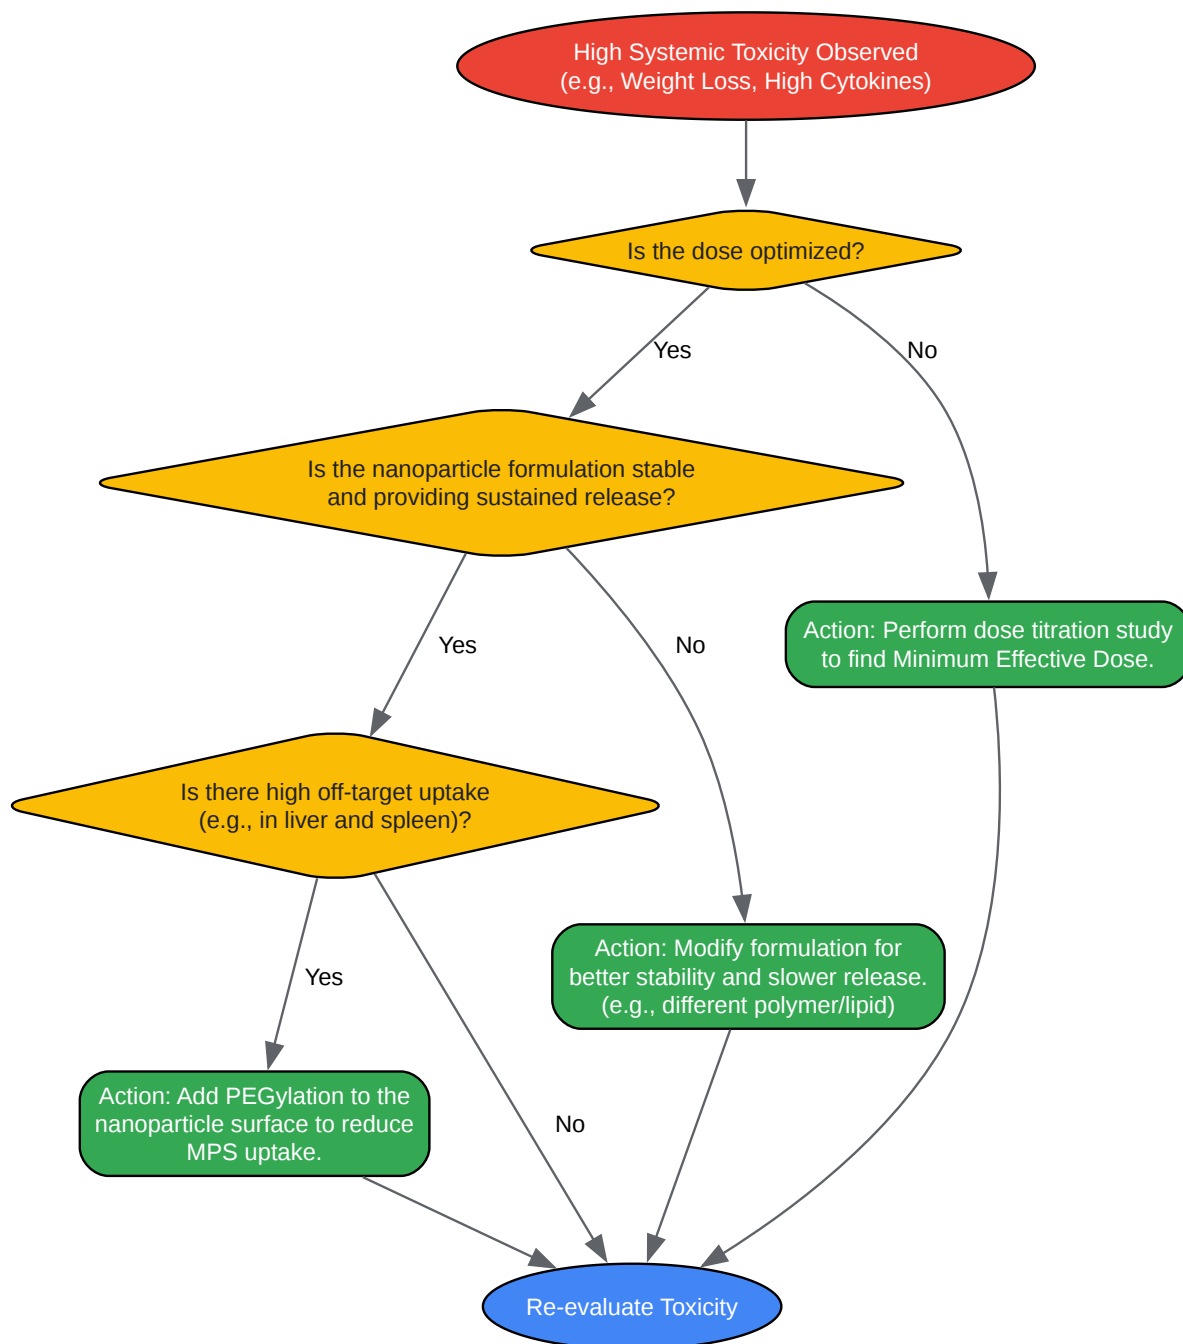 High Systemic Toxicity Observed
(e.g., Weight Loss, High Cytokines)
Is the dose optimized?
Yes
No
Is the nanoparticle formulation stable
and providing sustained release?
Yes
No
Action: Perform dose titration study
to find Minimum Effective Dose.
Is there high off-target uptake
(e.g., in liver and spleen)?
Yes
No
Action: Modify formulation for
better stability and slower release.
(e.g., different polymer/lipid)
Action: Add PEGylation to the
nanoparticle surface to reduce
MPS uptake.
Re-evaluate Toxicity